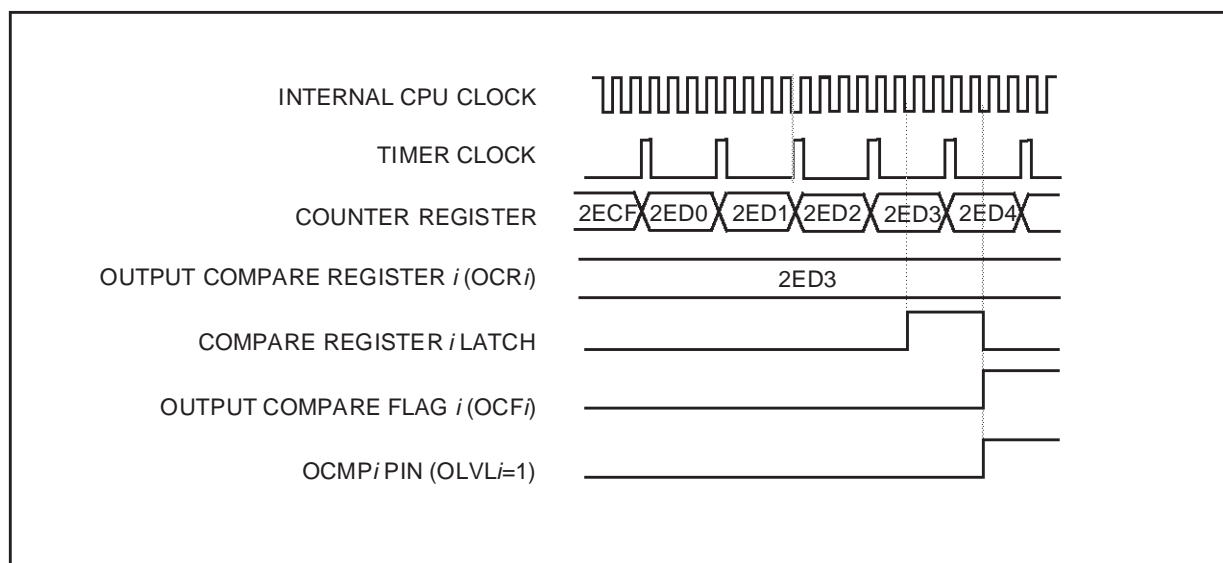 INTERNAL CPU CLOCK
TIMER CLOCK
COUNTER REGISTER 2ECF 2ED0 2ED1 2ED2 2ED3 2ED4
OUTPUT COMPARE REGISTER i (OCRi) 2ED3
COMPARE REGISTER i LATCH
OUTPUT COMPARE FLAG i (OCFi)
OCMPi PIN (OLVLi=1)